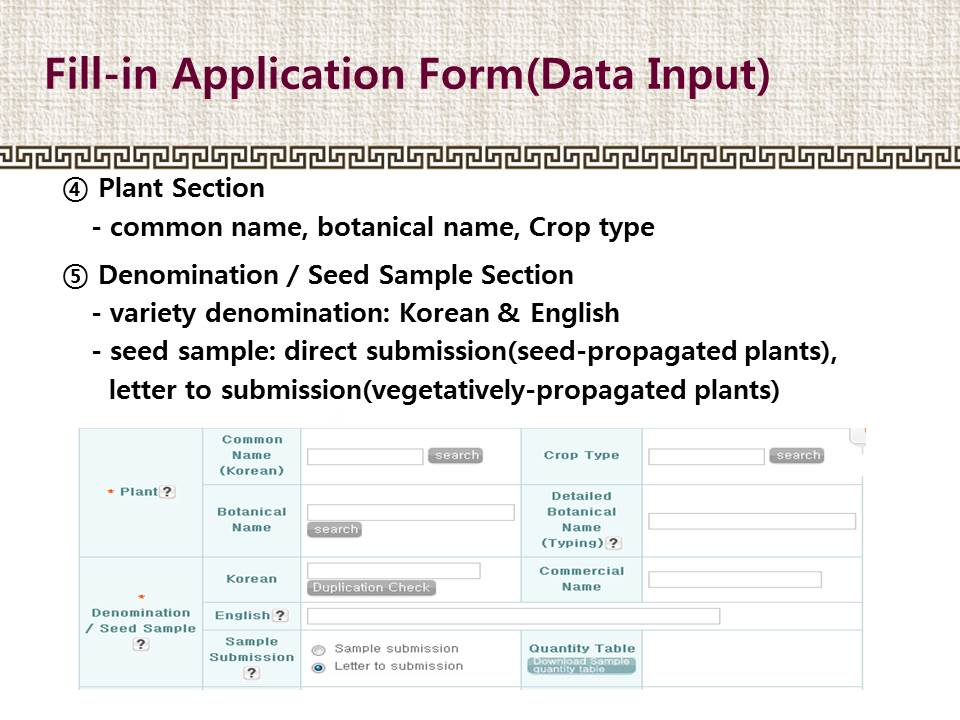 Fill-in Application Form(Data Input)
④ Plant Section
- common name, botanical name, Crop type
⑤ Denomination / Seed Sample Section
- variety denomination: Korean & English
- seed sample: direct submission(seed-propagated plants),
letter to submission(vegetatively-propagated plants)
* Plant ?
Common
Name
(Korean)
search
Crop Type
search
Botanical
Name
search
Detailed
Botanical
Name
(Typing) ?
*
Denomination
/ Seed Sample
?
Korean
Duplication Check
Commercial
Name
English ?
Sample
Submission
?
Sample submission
Letter to submission
Quantity Table
Download Sample
quantity table